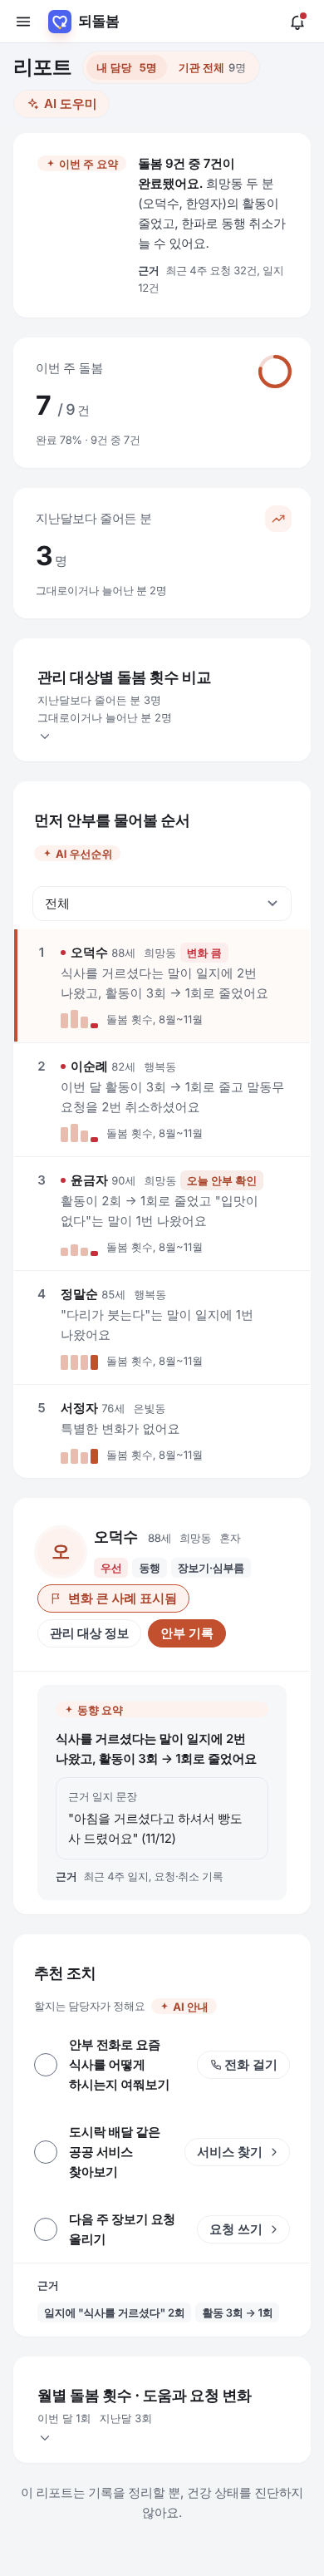 되돌봄
리포트
내 담당 5명
기관 전체 9명
AI 도우미
이번 주 요약
돌봄 9건 중 7건이
완료됐어요. 희망동 두 분
(오덕수, 한영자)의 활동이
줄었고, 한파로 동행 취소가
늘 수 있어요.
근거 최근 4주 요청 32건, 일지
12건
이번 주 돌봄
7 / 9 건
완료 78% · 9건 중 7건
지난달보다 줄어든 분
3 명
그대로이거나 늘어난 분 2명
관리 대상별 돌봄 횟수 비교
지난달보다 줄어든 분 3명
그대로이거나 늘어난 분 2명
먼저 안부를 물어볼 순서
AI 우선순위
전체
1 오덕수 88세 희망동 변화 큼
식사를 거르셨다는 말이 일지에 2번
나왔고, 활동이 3회 → 1회로 줄었어요
돌봄 횟수, 8월~11월
2 이순례 82세 행복동
이번 달 활동이 3회 → 1회로 줄고 말동무
요청을 2번 취소하셨어요
돌봄 횟수, 8월~11월
3 윤금자 90세 희망동 오늘 안부 확인
활동이 2회 → 1회로 줄었고 "입맛이
없다"는 말이 1번 나왔어요
돌봄 횟수, 8월~11월
4 정말순 85세 행복동
"다리가 붓는다"는 말이 일지에 1번
나왔어요
돌봄 횟수, 8월~11월
5 서정자 76세 은빛동
특별한 변화가 없어요
돌봄 횟수, 8월~11월
오
오덕수 88세 희망동 혼자
우선 동행 장보기·심부름
변화 큰 사례 표시됨
관리 대상 정보
안부 기록
동향 요약
식사를 거르셨다는 말이 일지에 2번
나왔고, 활동이 3회 → 1회로 줄었어요
근거 일지 문장
"아침을 거르셨다고 하셔서 빵도
사 드렸어요" (11/12)
근거 최근 4주 일지, 요청·취소 기록
추천 조치
할지는 담당자가 정해요
AI 안내
안부 전화로 요즘
식사를 어떻게
하시는지 여쭤보기
전화 걸기
도시락 배달 같은
공공 서비스
찾아보기
서비스 찾기
다음 주 장보기 요청
올리기
요청 쓰기
근거
일지에 "식사를 거르셨다" 2회
활동 3회 → 1회
월별 돌봄 횟수 · 도움과 요청 변화
이번 달 1회 지난달 3회
이 리포트는 기록을 정리할 뿐, 건강 상태를 진단하지
않아요.